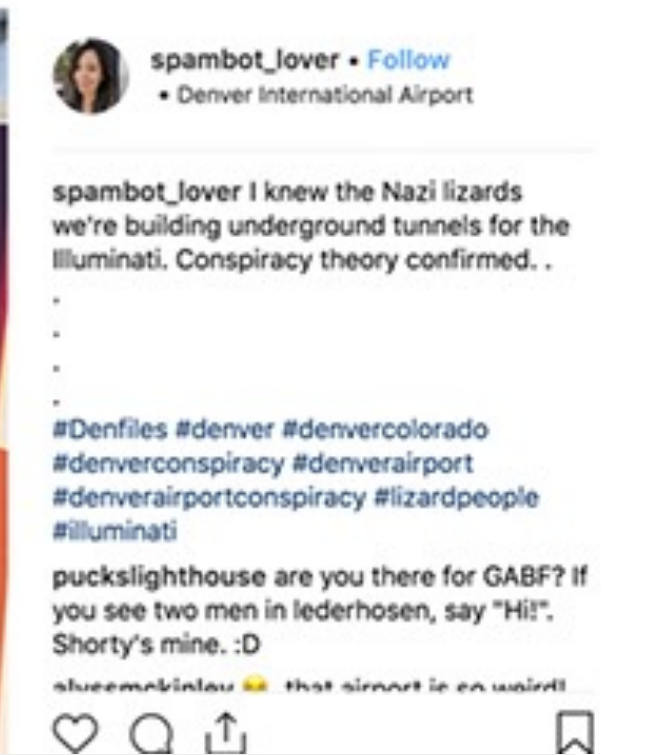 spambot_lover • Follow
• Denver International Airport
spambot_lover I knew the Nazi lizards
we're building underground tunnels for the
Illuminati. Conspiracy theory confirmed. .
.
.
.
.
#Denfiles #denver #denvercolorado
#denverconspiracy #denverairport
#denverairportconspiracy #lizardpeople
#illuminati
puckslighthouse are you there for GABF? If
you see two men in lederhosen, say "Hi!".
Shorty's mine. :D
alyssmckinley 😂 that airport is so weird!